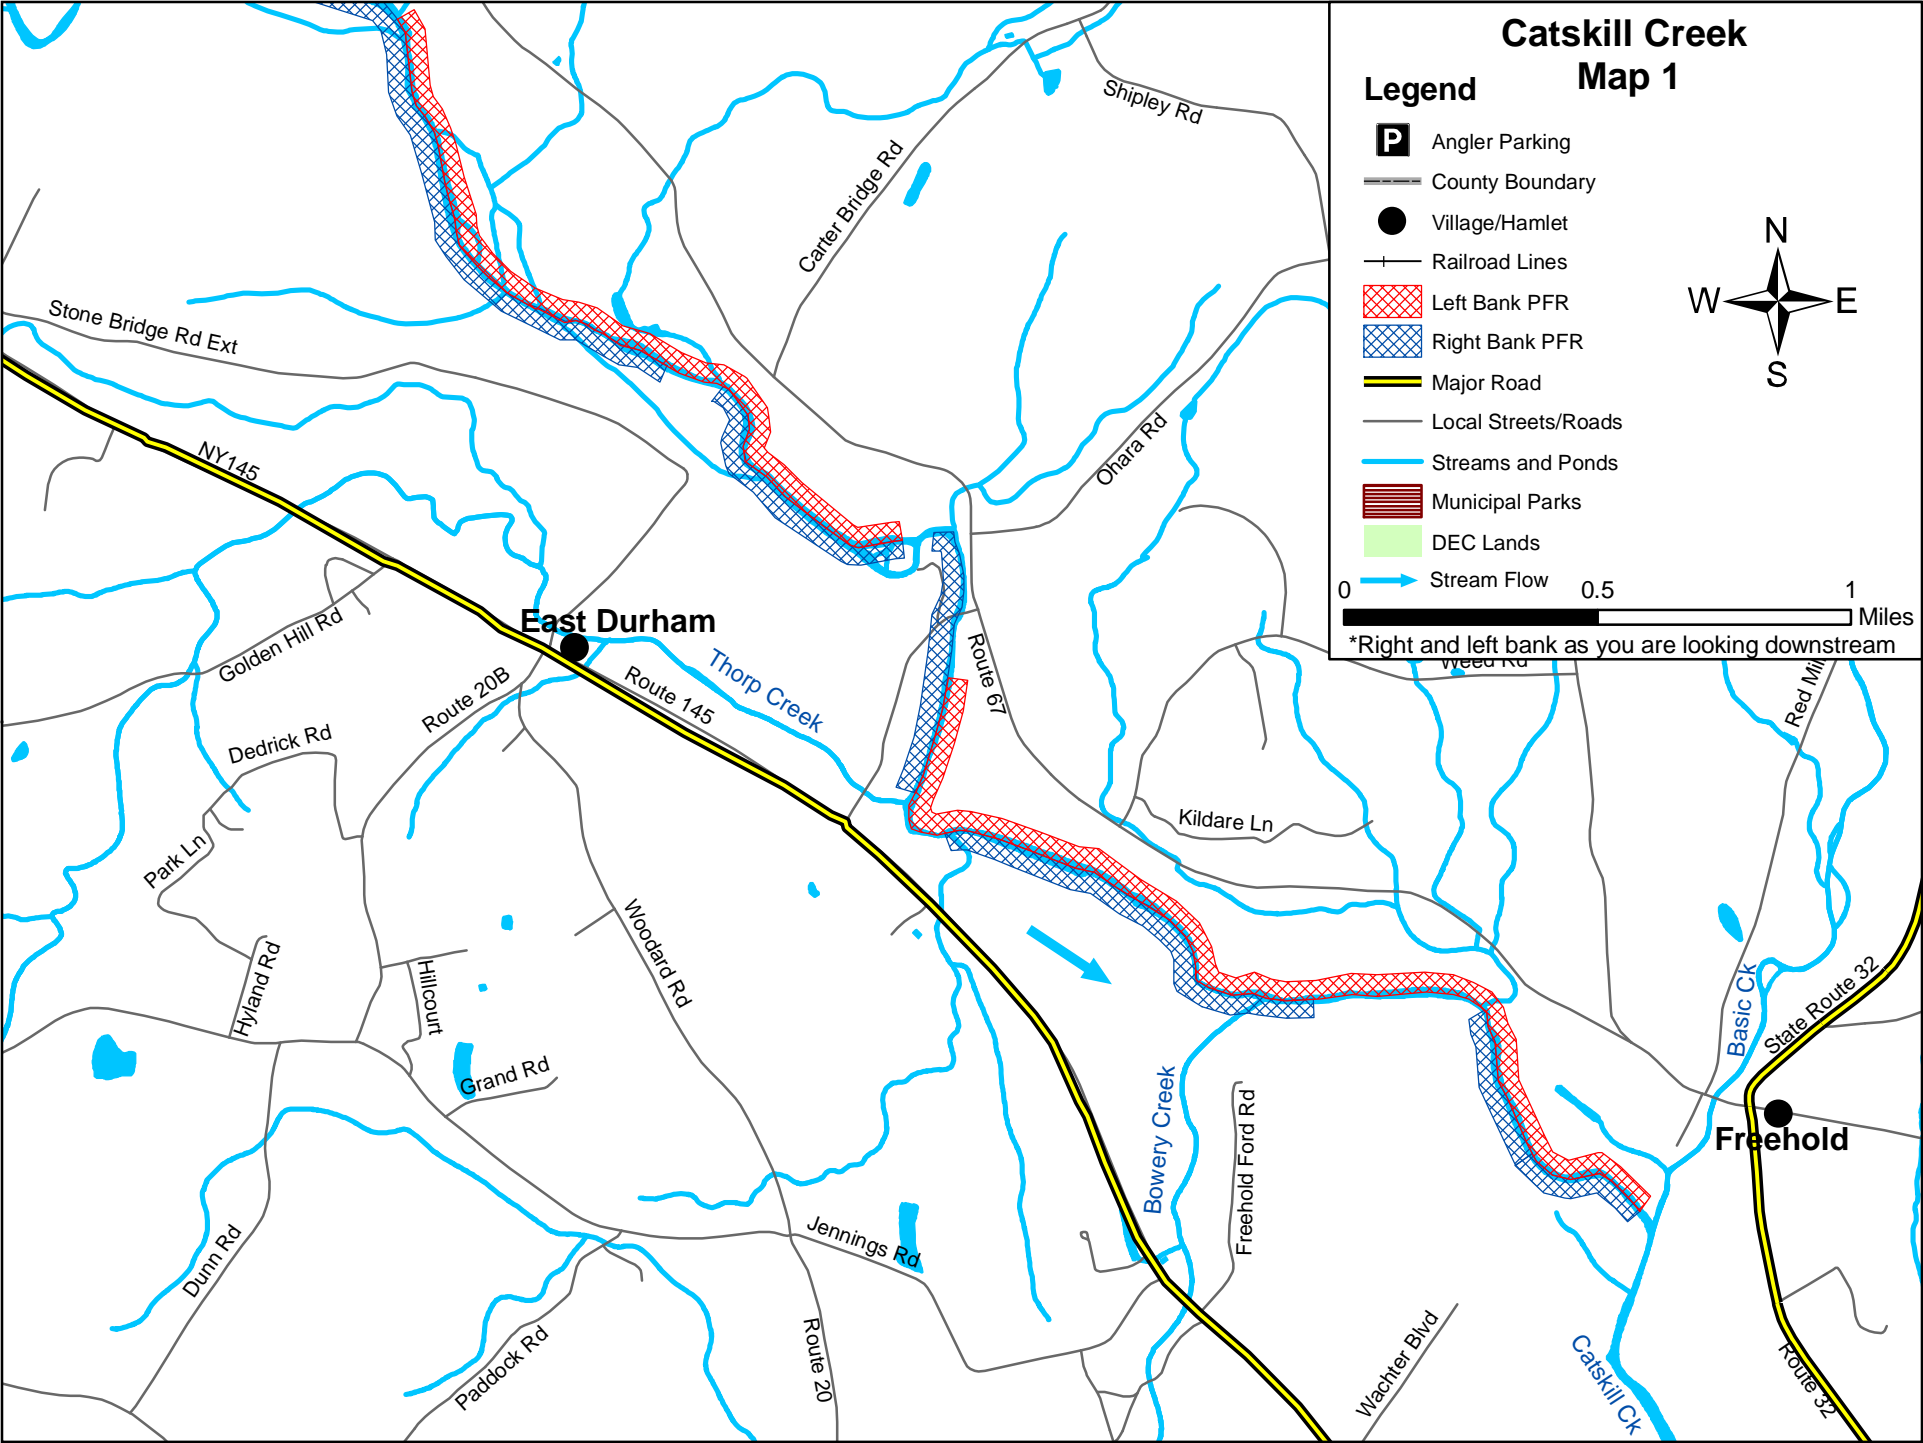 Catskill Creek
Map 1
Legend
P Angler Parking
County Boundary
Village/Hamlet
Railroad Lines
Left Bank PFR
Right Bank PFR
Major Road
Local Streets/Roads
Streams and Ponds
Municipal Parks
DEC Lands
Stream Flow
N
W E
S
0 0.5 1
Miles
*Right and left bank as you are looking downstream
Shipley Rd
Carter Bridge Rd
Stone Bridge Rd Ext
NY145
Ohara Rd
Golden Hill Rd
East Durham
Route 20B
Route 145
Thorp Creek
Route 67
Weed Rd
Red Mil
Dedrick Rd
Park Ln
Kildare Ln
Hyland Rd
Hillcourt
Woodard Rd
Grand Rd
Basic Ck
State Route 32
Freehold
Bowery Creek
Freehold Ford Rd
Dunn Rd
Jennings Rd
Paddock Rd
Route 20
Wachter Blvd
Catskill Ck
Route 32